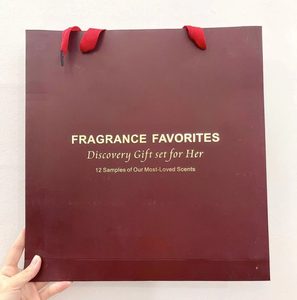 FRAGRANCE FAVORITES
Discovery Gift set for Her
12 Samples of Our Most-Loved Scents